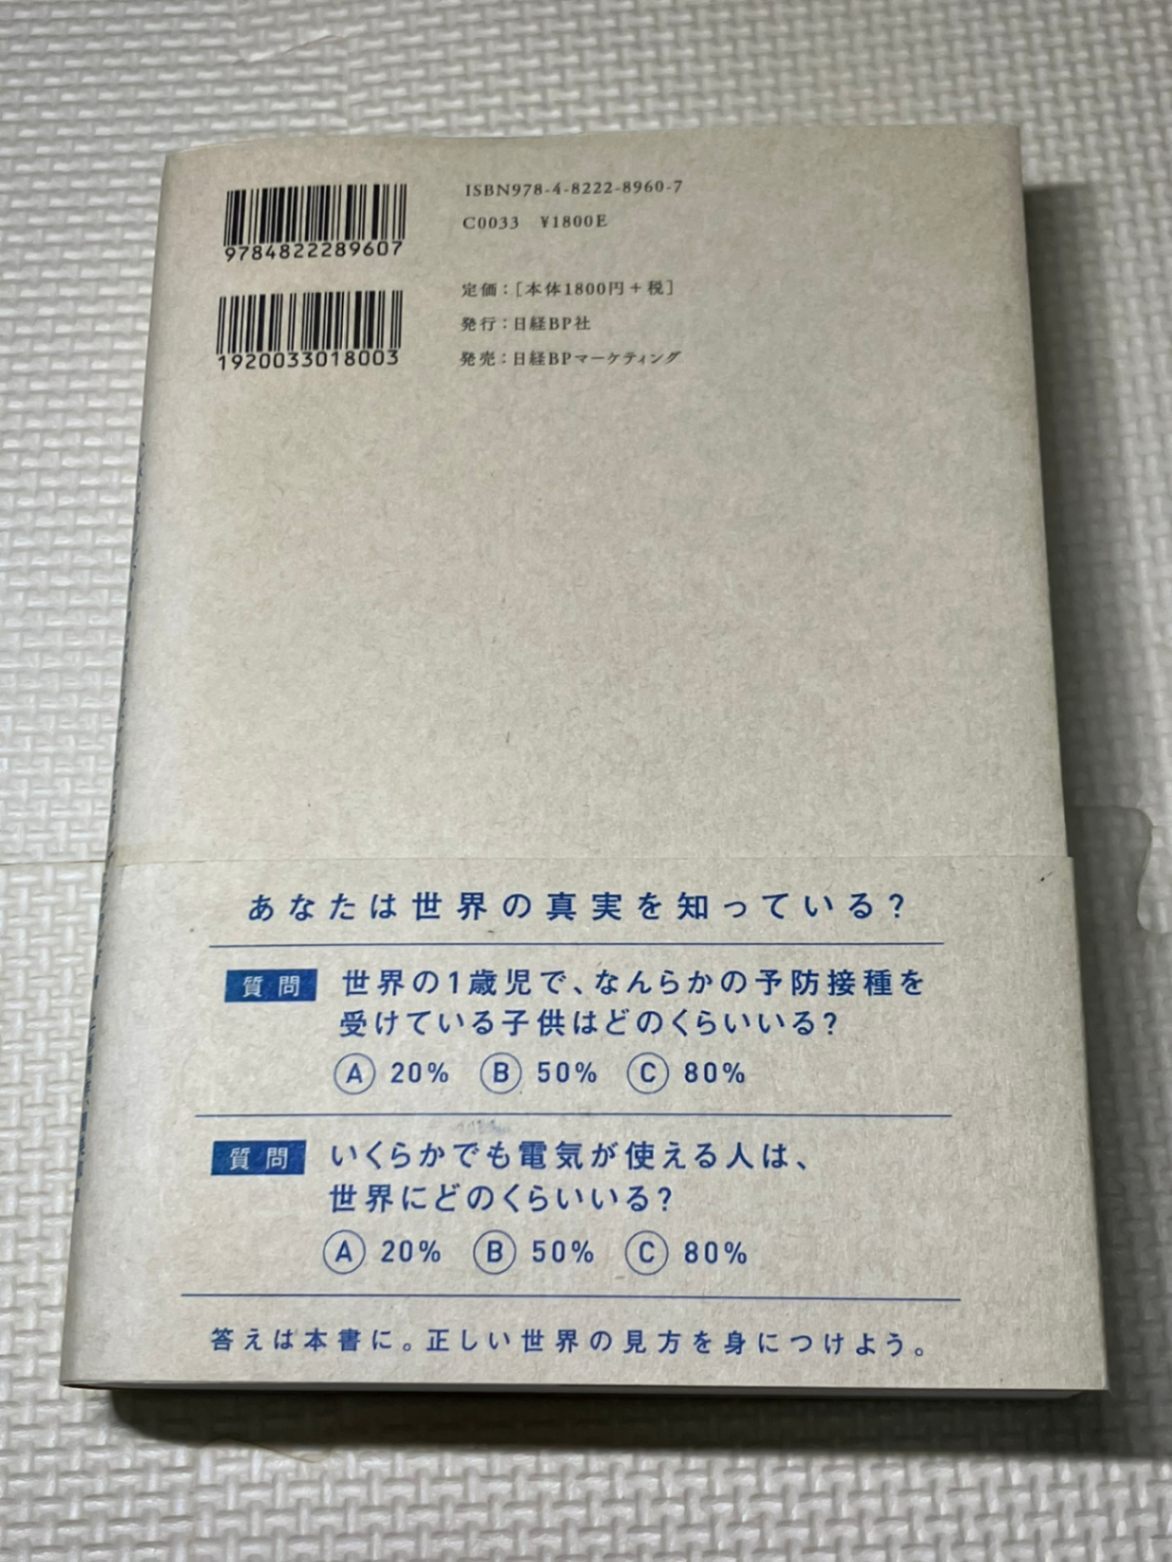 ISBN978-4-8222-8960-7
C0033 ¥1800E
9784822289607
定価：[本体1800円＋税]
発行：日経BP社
発売：日経BPマーケティング
1920033018003
あなたは世界の真実を知っている？
質問 世界の1歳児で、なんらかの予防接種を
受けている子供はどのくらいいる？
Ⓐ 20% Ⓑ 50% Ⓒ 80%
質問 いくらかでも電気が使える人は、
世界にどのくらいいる？
Ⓐ 20% Ⓑ 50% Ⓒ 80%
答えは本書に。正しい世界の見方を身につけよう。